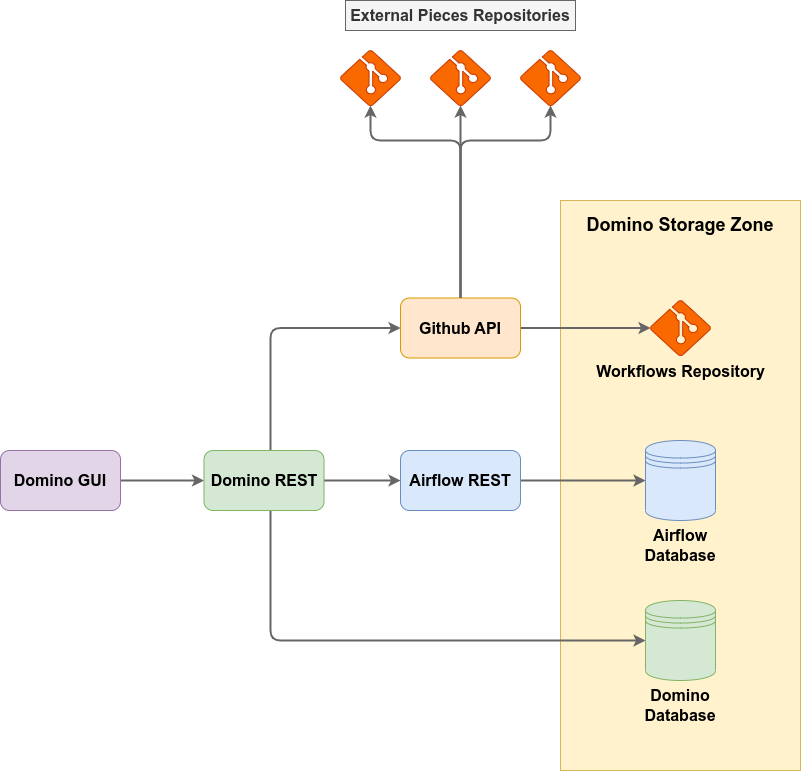 External Pieces Repositories
Domino Storage Zone
Github API
Workflows Repository
Domino GUI
Domino REST
Airflow REST
Airflow
Database
Domino
Database